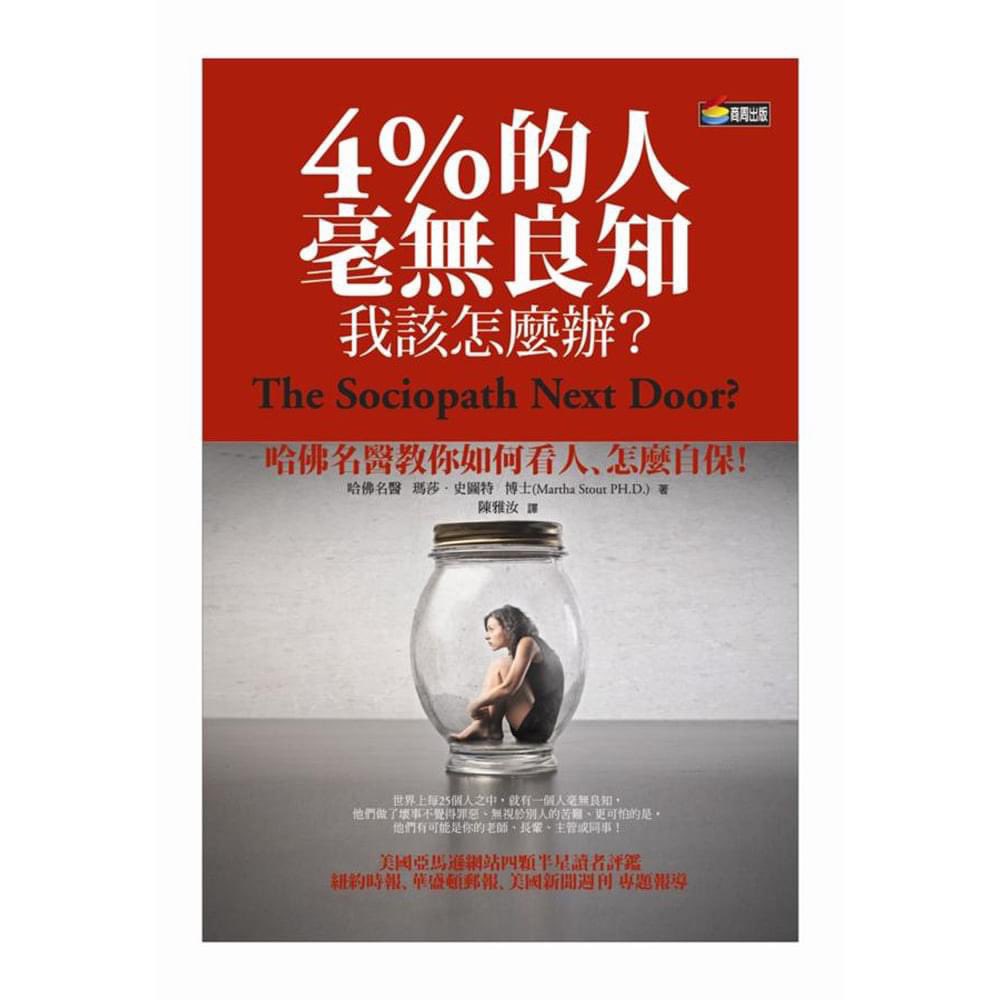 商周出版
4%的人
毫無良知
我該怎麼辦？
The Sociopath Next Door?
哈佛名醫教你如何看人、怎麼自保！
哈佛名醫 瑪莎．史圖特 博士(Martha Stout PH.D.) 著
陳雅汝 譯
世界上每25個人之中，就有一個人毫無良知，
他們做了壞事不覺得罪惡、無視於別人的苦難、更可怕的是，
他們有可能是你的老師、長輩、主管或同事！
美國亞馬遜網站四顆半星讀者評鑑
紐約時報、華盛頓郵報、美國新聞週刊 專題報導